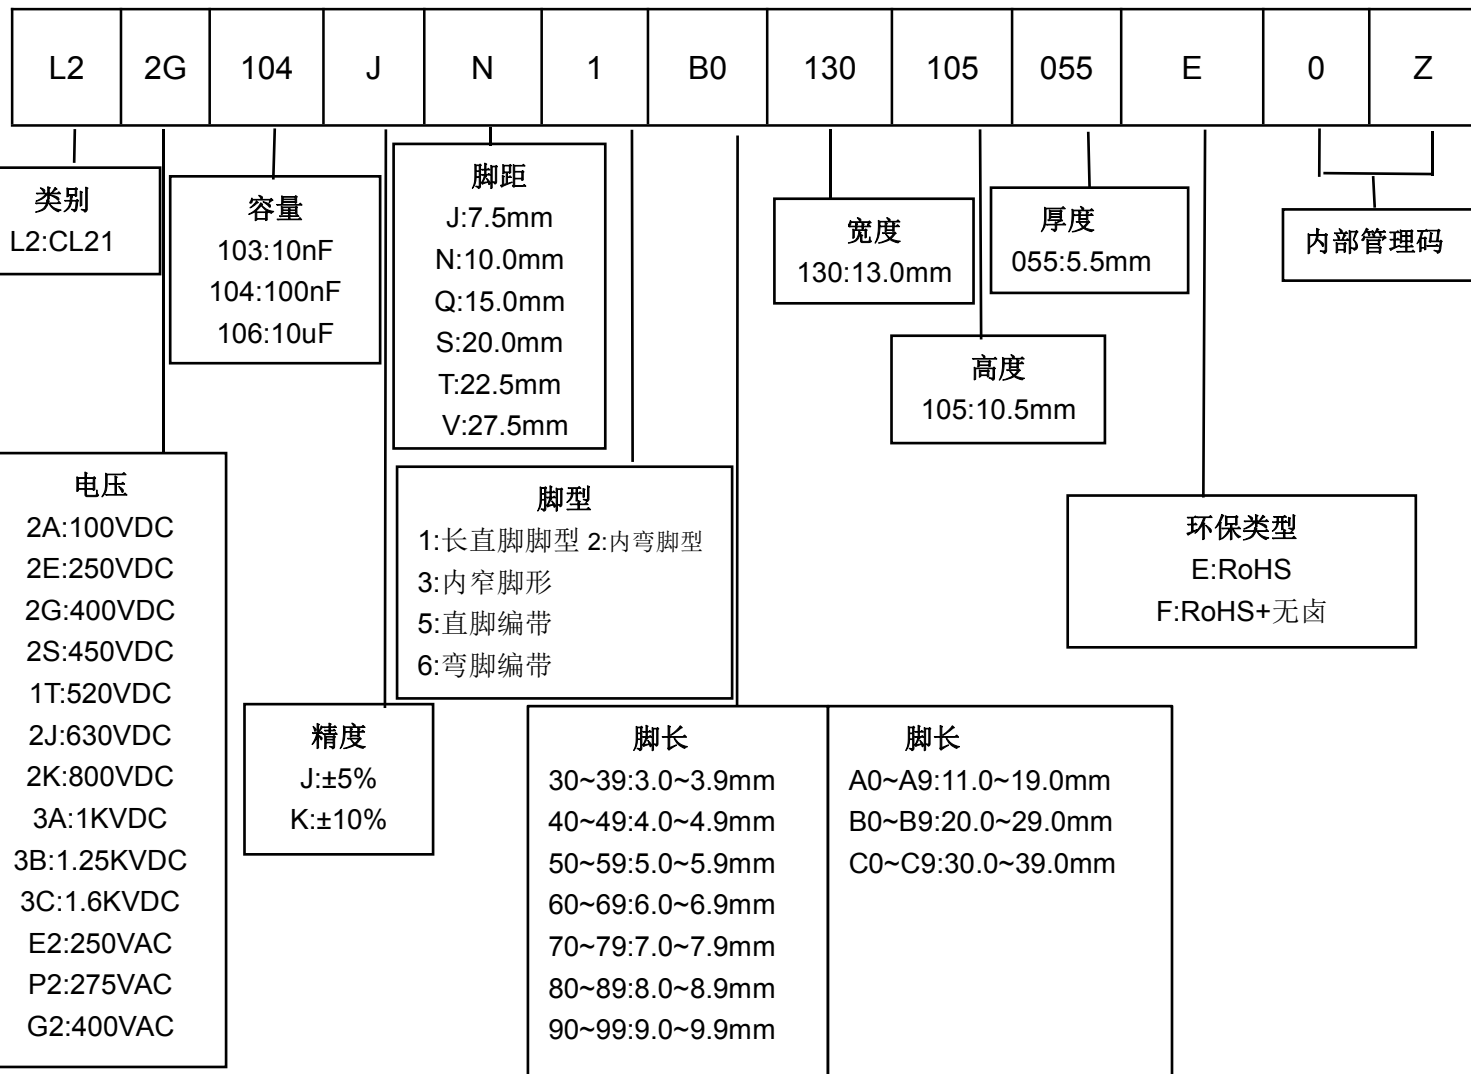 L2 2G 104 J N 1 B0 130 105 055 E 0 Z
类别
L2:CL21
容量
103:10nF
104:100nF
106:10uF
脚距
J:7.5mm
N:10.0mm
Q:15.0mm
S:20.0mm
T:22.5mm
V:27.5mm
宽度
130:13.0mm
厚度
055:5.5mm
内部管理码
高度
105:10.5mm
电压
2A:100VDC
2E:250VDC
2G:400VDC
2S:450VDC
1T:520VDC
2J:630VDC
2K:800VDC
3A:1KVDC
3B:1.25KVDC
3C:1.6KVDC
E2:250VAC
P2:275VAC
G2:400VAC
脚型
1:长直脚脚型 2:内弯脚型
3:内窄脚形
5:直脚编带
6:弯脚编带
环保类型
E:RoHS
F:RoHS+无卤
精度
J:±5%
K:±10%
脚长
30~39:3.0~3.9mm
40~49:4.0~4.9mm
50~59:5.0~5.9mm
60~69:6.0~6.9mm
70~79:7.0~7.9mm
80~89:8.0~8.9mm
90~99:9.0~9.9mm
脚长
A0~A9:11.0~19.0mm
B0~B9:20.0~29.0mm
C0~C9:30.0~39.0mm